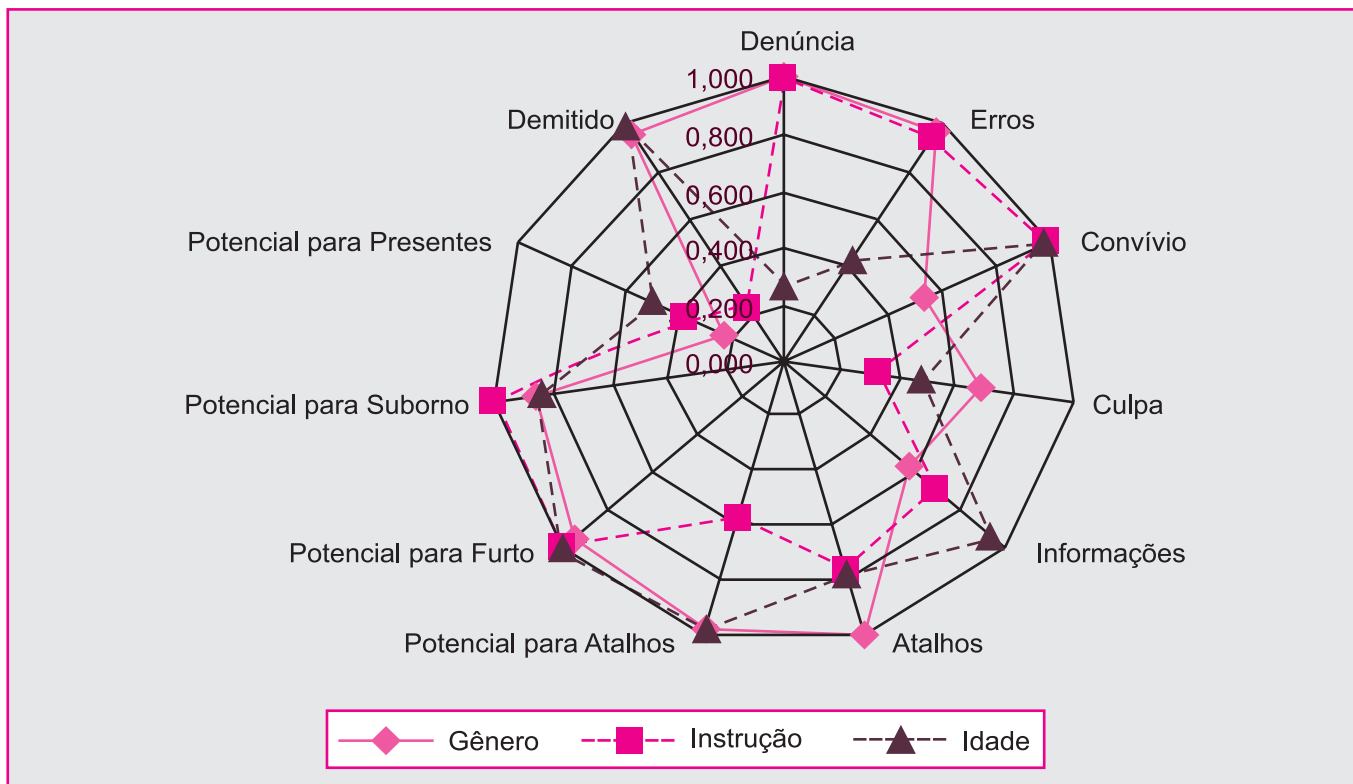 Denúncia
1,000
0,800
0,600
0,400
0,200
0,000
Erros
Convívio
Culpa
Informações
Atalhos
Potencial para Atalhos
Potencial para Furto
Potencial para Suborno
Potencial para Presentes
Demitido
Gênero Instrução Idade